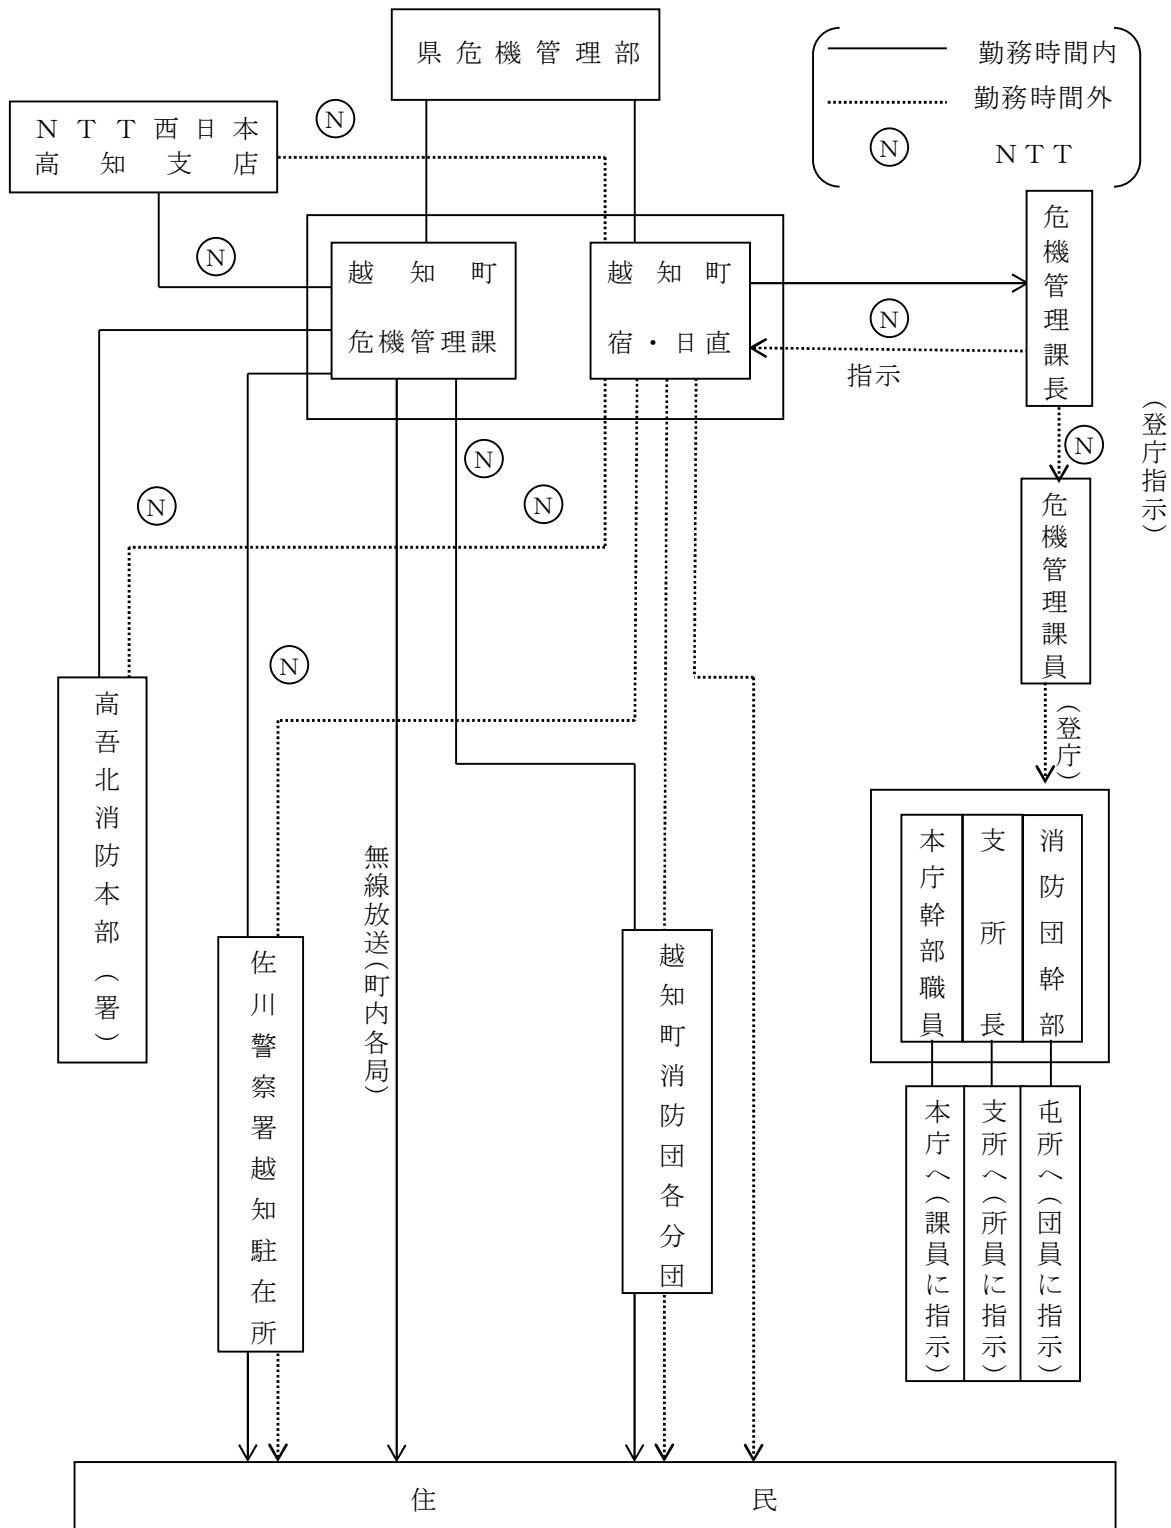 県危機管理部
勤務時間内
勤務時間外
Ⓝ NTT
NTT西日本
高知支店
Ⓝ
Ⓝ
越知町
危機管理課
越知町
宿・日直
Ⓝ
指示
危機管理課長
Ⓝ
(登庁指示)
危機管理課員
(登庁)
Ⓝ
Ⓝ
Ⓝ
Ⓝ
高吾北消防本部(署)
佐川警察署越知駐在所
無線放送(町内各局)
越知町消防団各分団
本庁幹部職員
支所長
消防団幹部
本庁へ(課員に指示)
支所へ(所員に指示)
屯所へ(団員に指示)
住民